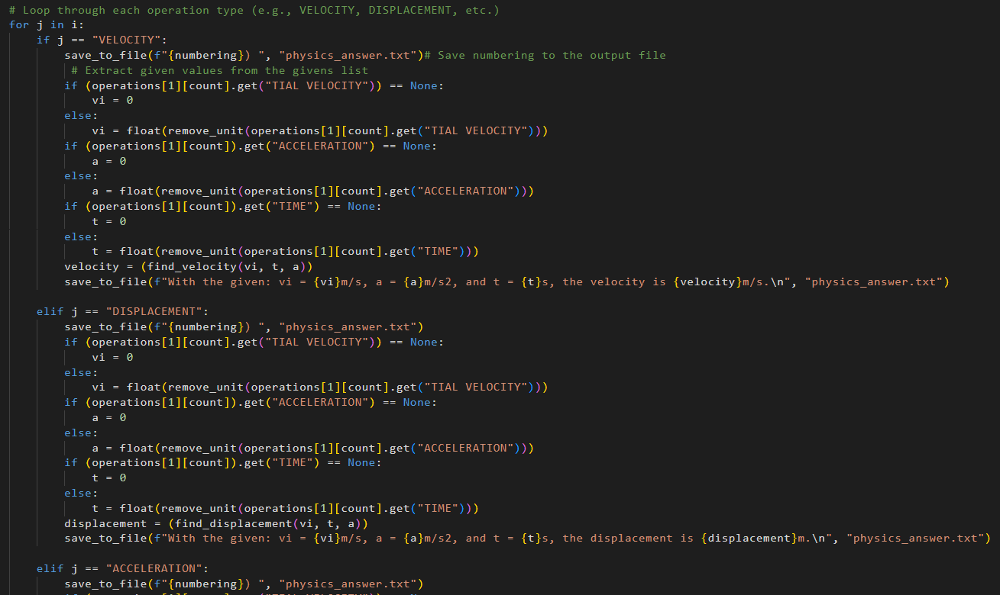 # Loop through each operation type (e.g., VELOCITY, DISPLACEMENT, etc.)
for j in i:
    if j == "VELOCITY":
        save_to_file(f"{numbering}) ", "physics_answer.txt")# Save numbering to the output file
         # Extract given values from the givens list
        if (operations[1][count].get("TIAL VELOCITY")) == None:
            vi = 0
        else:
            vi = float(remove_unit(operations[1][count].get("TIAL VELOCITY")))
        if (operations[1][count]).get("ACCELERATION") == None:
            a = 0
        else:
            a = float(remove_unit(operations[1][count].get("ACCELERATION")))
        if (operations[1][count]).get("TIME") == None:
            t = 0
        else:
            t = float(remove_unit(operations[1][count].get("TIME")))
        velocity = (find_velocity(vi, t, a))
        save_to_file(f"With the given: vi = {vi}m/s, a = {a}m/s2, and t = {t}s, the velocity is {velocity}m/s.\n", "physics_answer.txt")

    elif j == "DISPLACEMENT":
        save_to_file(f"{numbering}) ", "physics_answer.txt")
        if (operations[1][count].get("TIAL VELOCITY")) == None:
            vi = 0
        else:
            vi = float(remove_unit(operations[1][count].get("TIAL VELOCITY")))
        if (operations[1][count]).get("ACCELERATION") == None:
            a = 0
        else:
            a = float(remove_unit(operations[1][count].get("ACCELERATION")))
        if (operations[1][count]).get("TIME") == None:
            t = 0
        else:
            t = float(remove_unit(operations[1][count].get("TIME")))
        displacement = (find_displacement(vi, t, a))
        save_to_file(f"With the given: vi = {vi}m/s, a = {a}m/s2, and t = {t}s, the displacement is {displacement}m.\n", "physics_answer.txt")

    elif j == "ACCELERATION":
        save_to_file(f"{numbering}) ", "physics_answer.txt")